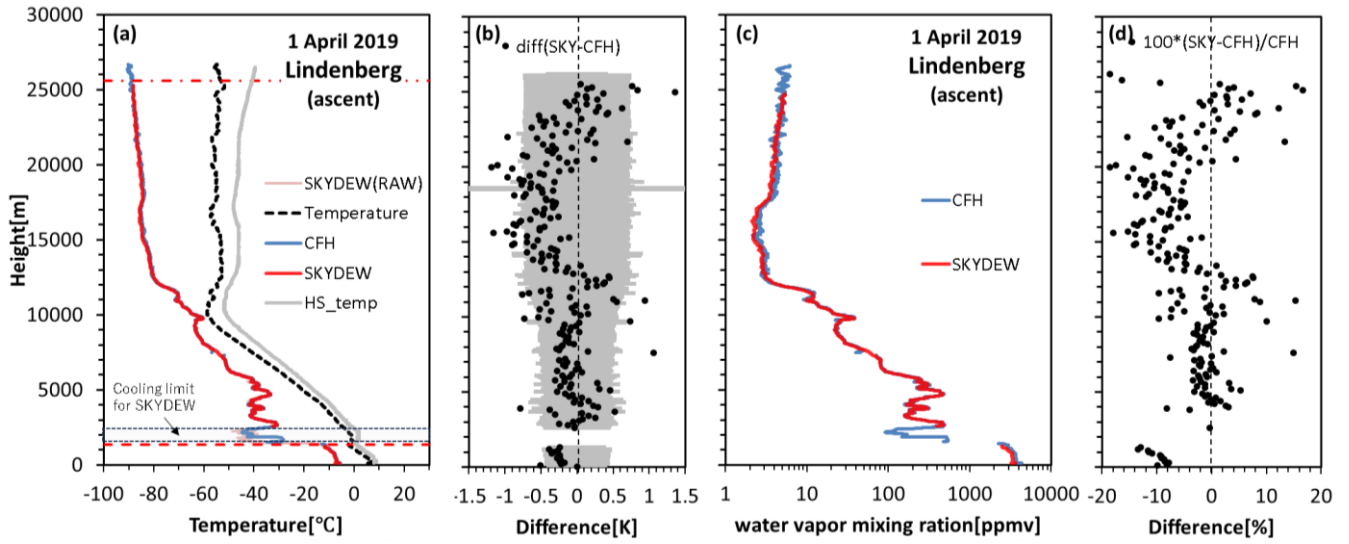 (a)
1 April 2019
Lindenberg
(ascent)
SKYDEW(RAW)
Temperature
CFH
SKYDEW
HS_temp
Cooling limit
for SKYDEW
Height[m]
30000
25000
20000
15000
10000
5000
0
-100 -80 -60 -40 -20 0 20
Temperature[℃]
(b)
diff(SKY-CFH)
-1.5 -1 -0.5 0 0.5 1 1.5
Difference[K]
(c)
1 April 2019
Lindenberg
(ascent)
CFH
SKYDEW
1 10 100 1000 10000
water vapor mixing ration[ppmv]
(d)
100*(SKY-CFH)/CFH
-20 -10 0 10 20
Difference[%]